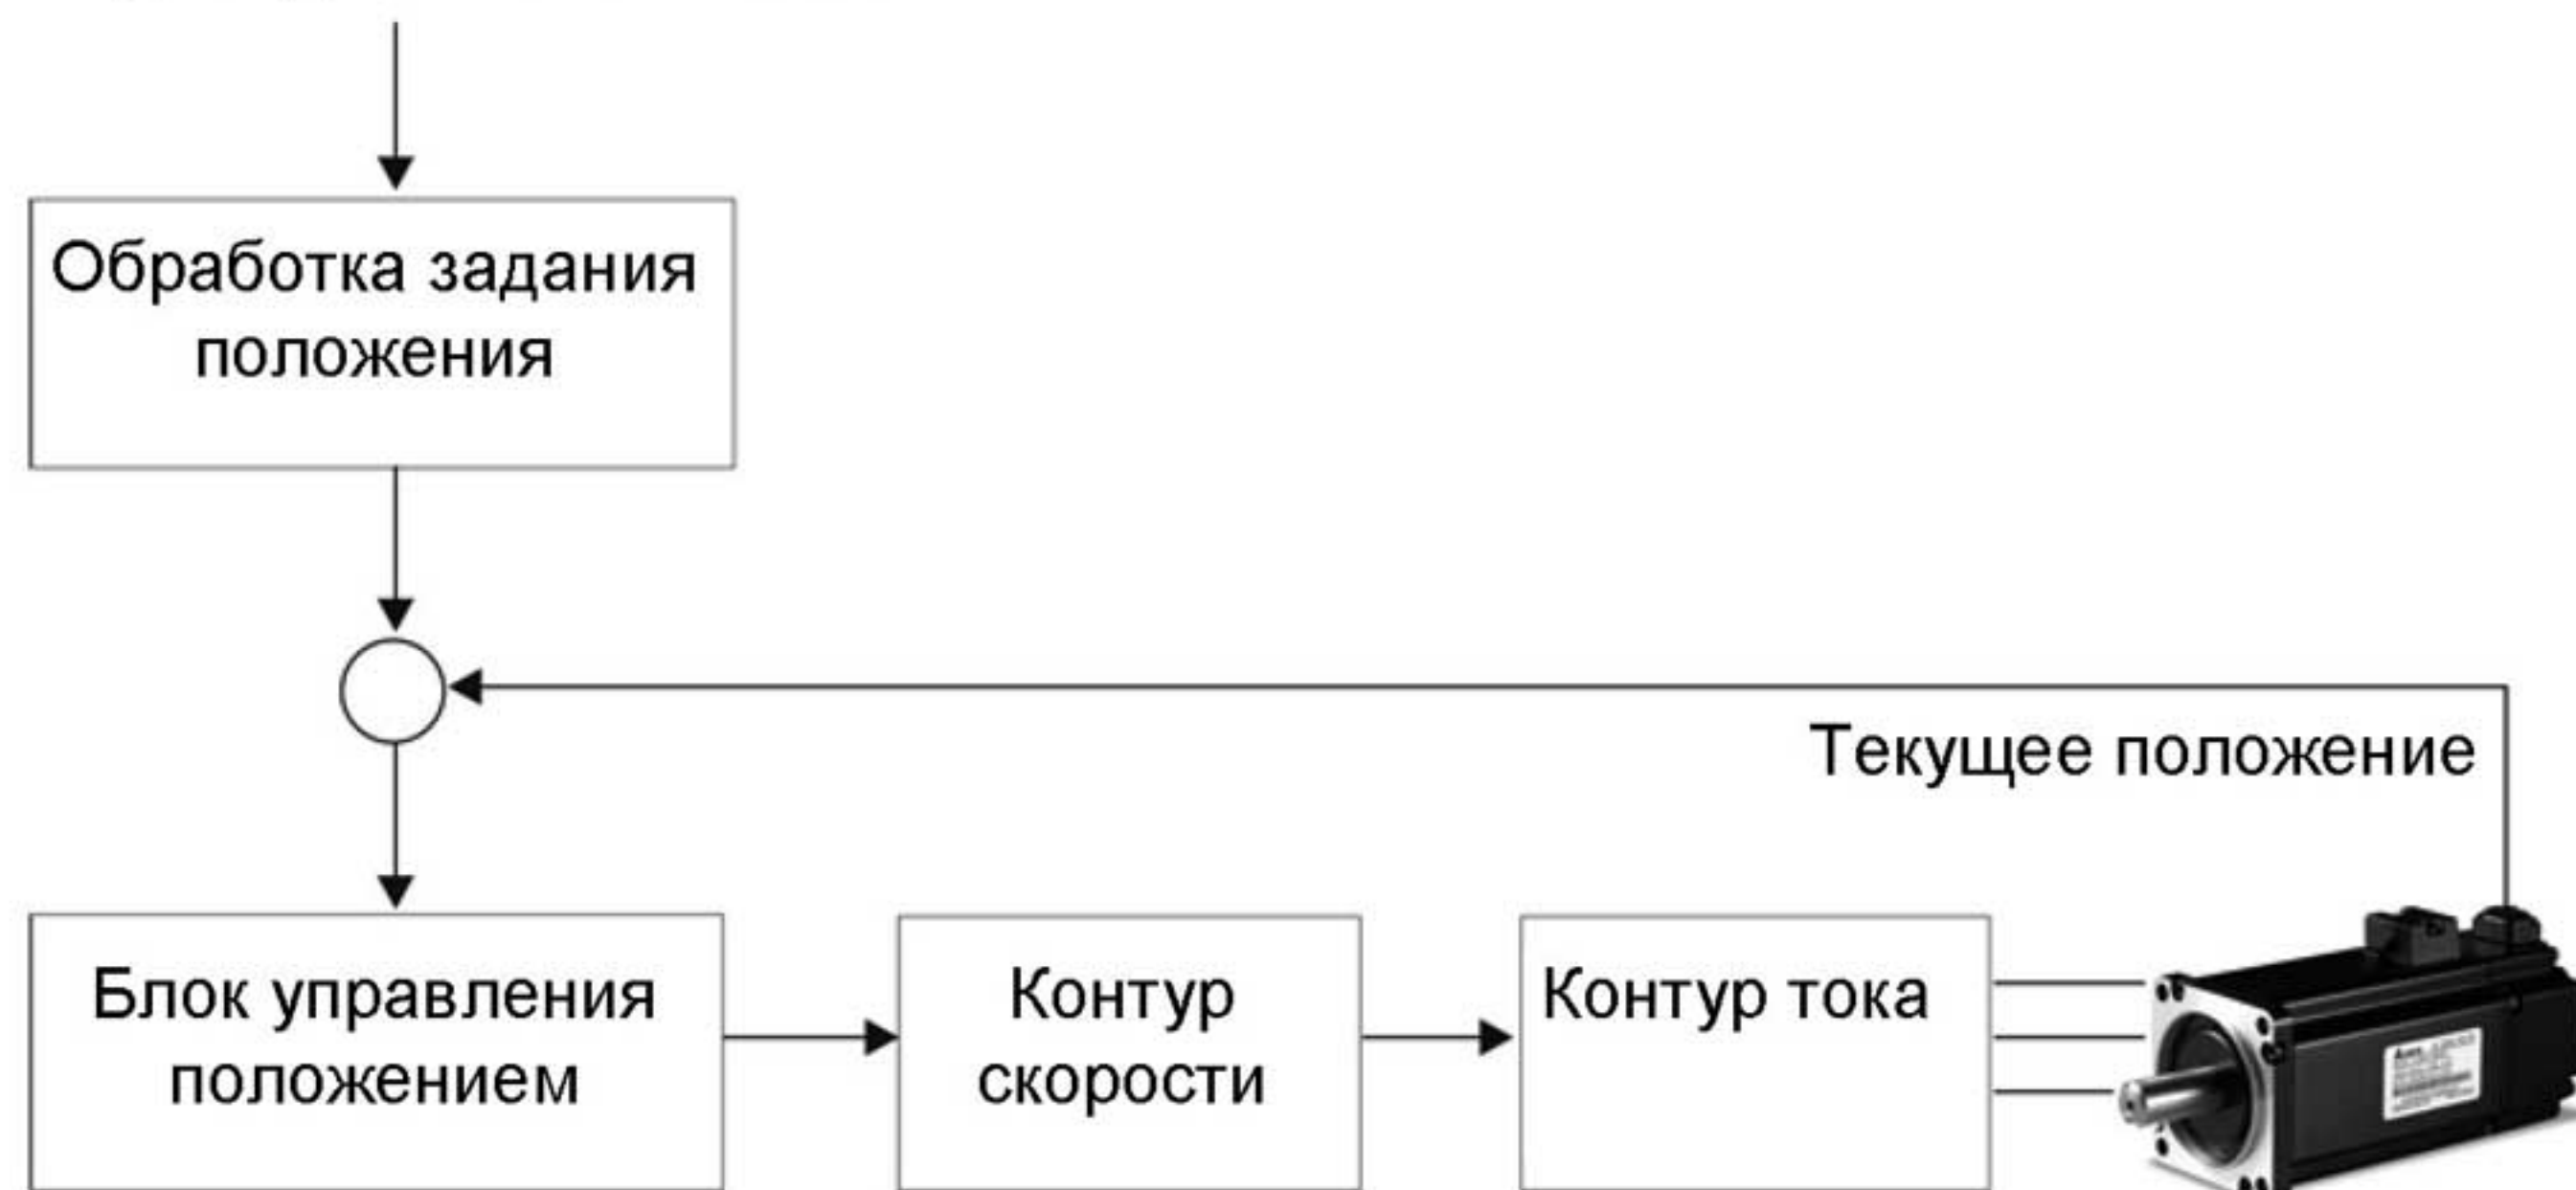 Обработка задания
положения
Текущее положение
Блок управления
положением
Контур
скорости
Контур тока